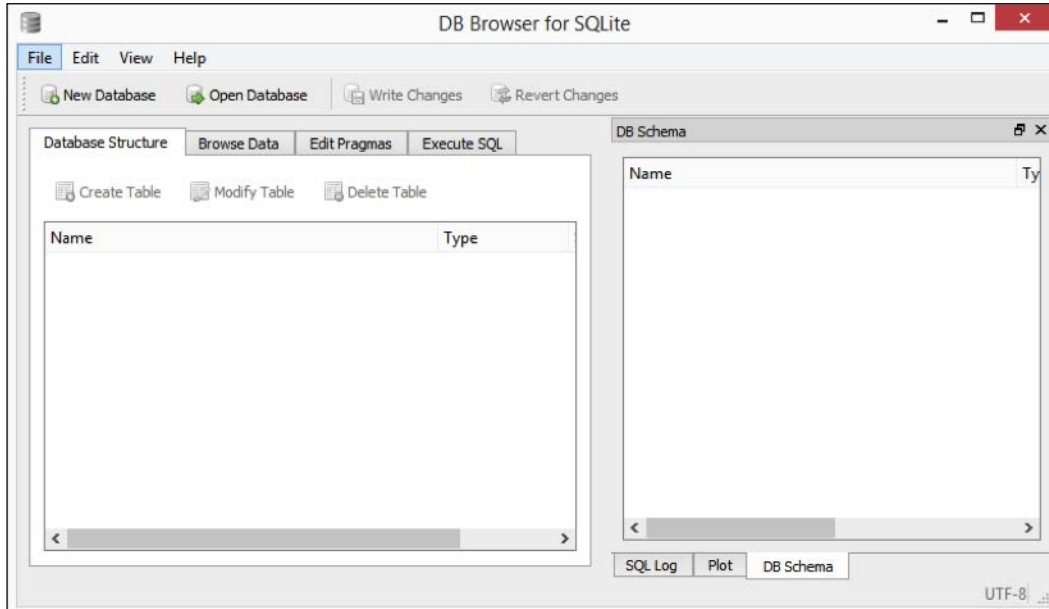 DB Browser for SQLite
File Edit View Help
New Database Open Database Write Changes Revert Changes
Database Structure Browse Data Edit Pragmas Execute SQL
Create Table Modify Table Delete Table
Name Type
DB Schema
Name Ty
SQL Log Plot DB Schema
UTF-8